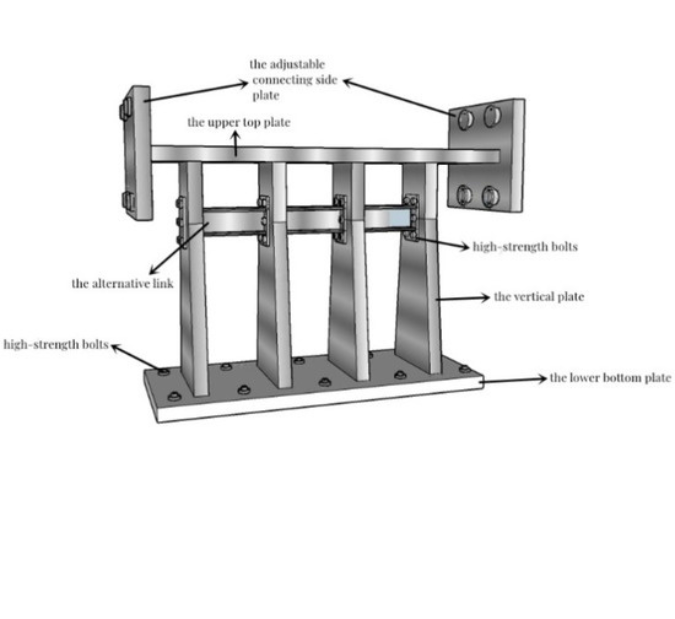 the adjustable
connecting side
plate
the upper top plate
high-strength bolts
the alternative link
the vertical plate
high-strength bolts
the lower bottom plate